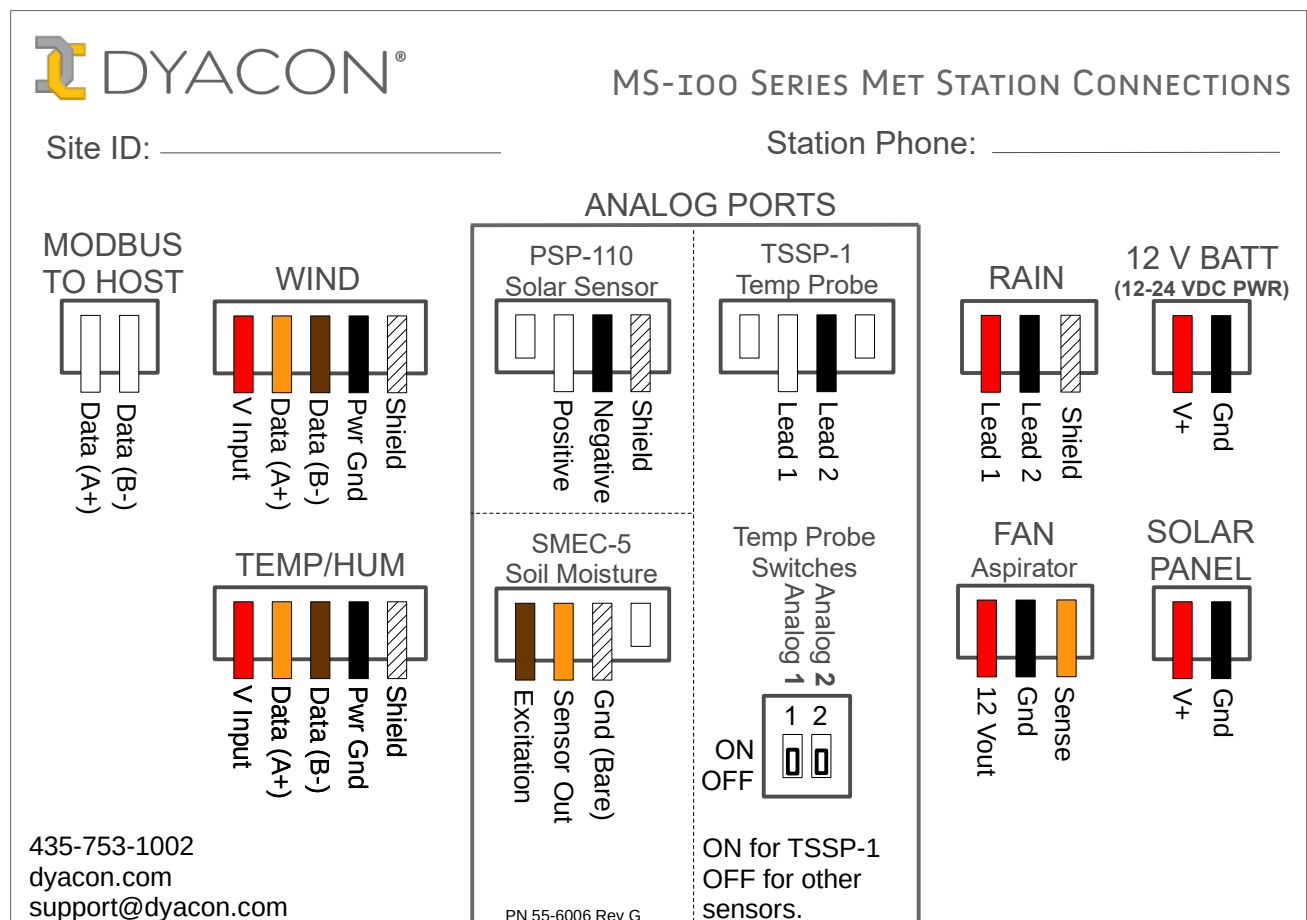 DYACON®
MS-100 Series Met Station Connections
Site ID:
Station Phone:
ANALOG PORTS
MODBUS
TO HOST
Data (A+)
Data (B-)
WIND
V Input
Data (A+)
Data (B-)
Pwr Gnd
Shield
PSP-110
Solar Sensor
Positive
Negative
Shield
TSSP-1
Temp Probe
Lead 1
Lead 2
RAIN
Lead 1
Lead 2
Shield
12 V BATT
(12-24 VDC PWR)
V+
Gnd
TEMP/HUM
V Input
Data (A+)
Data (B-)
Pwr Gnd
Shield
SMEC-5
Soil Moisture
Excitation
Sensor Out
Gnd (Bare)
Temp Probe
Switches
Analog 1
Analog 2
1 2
ON
OFF
ON for TSSP-1
OFF for other
sensors.
FAN
Aspirator
12 Vout
Gnd
Sense
SOLAR
PANEL
V+
Gnd
435-753-1002
dyacon.com
support@dyacon.com
PN 55-6006 Rev G